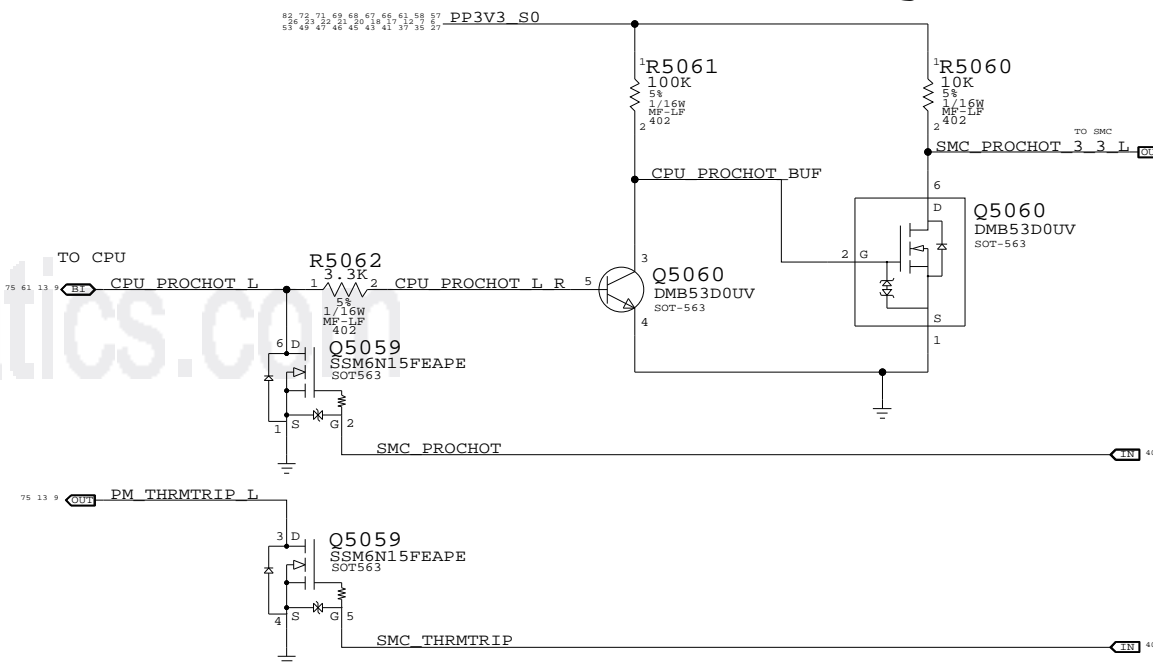 82 72 71 69 68 67 66 61 58 57
26 23 22 21 20 18 17 12 7 6
53 49 47 46 45 43 41 37 35 27
PP3V3_S0
1
R5061
100K
5%
1/16W
MF-LF
402
2
1
R5060
10K
5%
1/16W
MF-LF
402
2
TO SMC
SMC_PROCHOT_3_3_L
OU
CPU_PROCHOT_BUF
6
D
Q5060
DMB53D0UV
SOT-563
2 G
S
1
TO CPU
75 61 13 9
BI
CPU_PROCHOT_L
R5062
3.3K
1
2
5%
1/16W
MF-LF
402
CPU_PROCHOT_L_R
5
3
Q5060
DMB53D0UV
SOT-563
4
tics.com
6 D
Q5059
SSM6N15FEAPE
SOT563
1
S
G 2
SMC_PROCHOT
IN
40
75 13 9
OUT
PM_THRMTRIP_L
3 D
Q5059
SSM6N15FEAPE
SOT563
4
S
G 5
SMC_THRMTRIP
IN
40